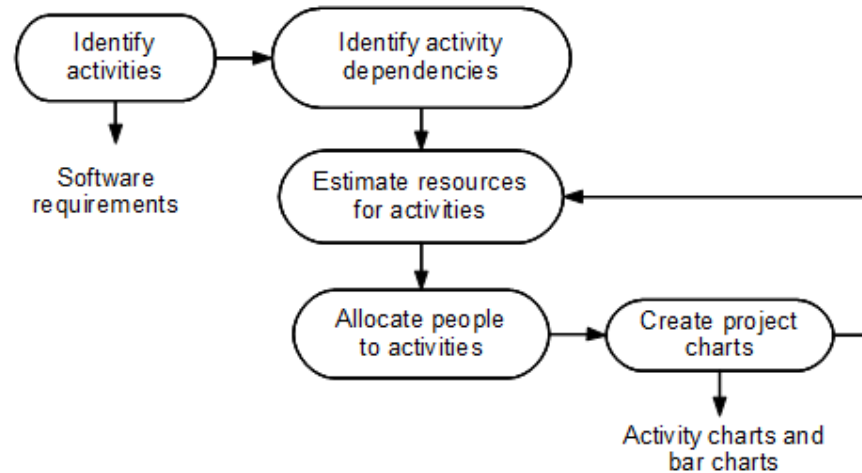 Identify
activities
Identify activity
dependencies
Software
requirements
Estimate resources
for activities
Allocate people
to activities
Create project
charts
Activity charts and
bar charts